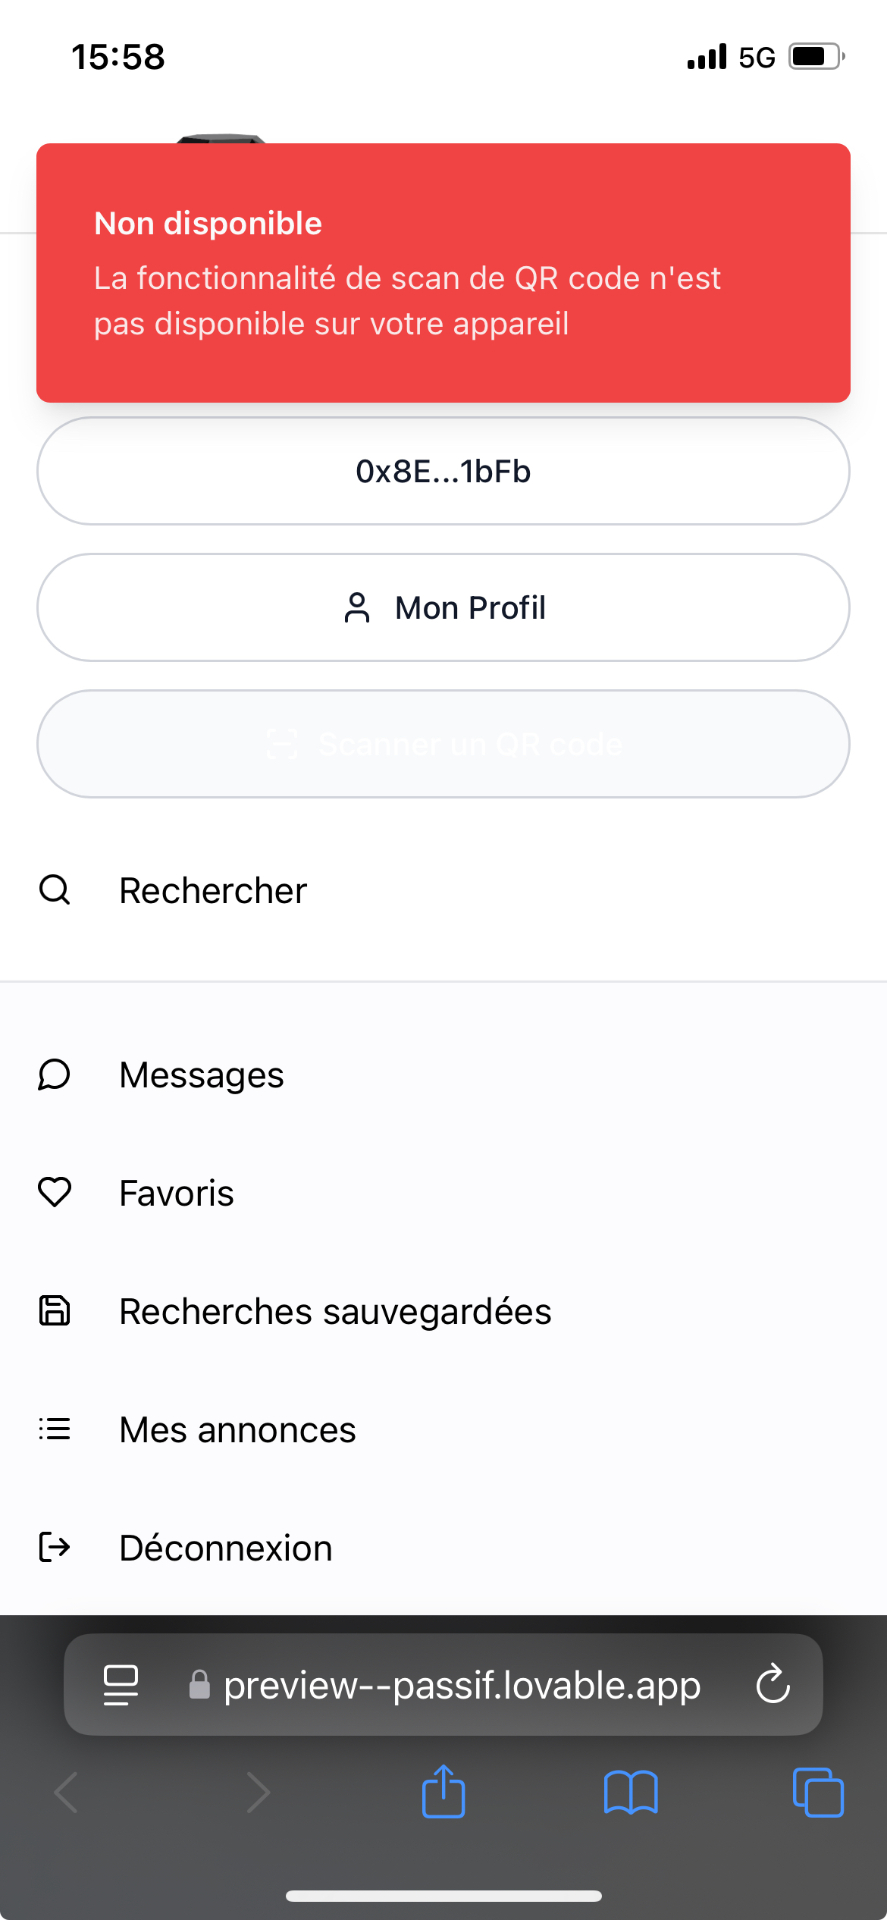 15:58
5G
Non disponible
La fonctionnalité de scan de QR code n'est
pas disponible sur votre appareil
0x8E...1bFb
Mon Profil
Scanner un QR code
Rechercher
Messages
Favoris
Recherches sauvegardées
Mes annonces
Déconnexion
preview--passif.lovable.app